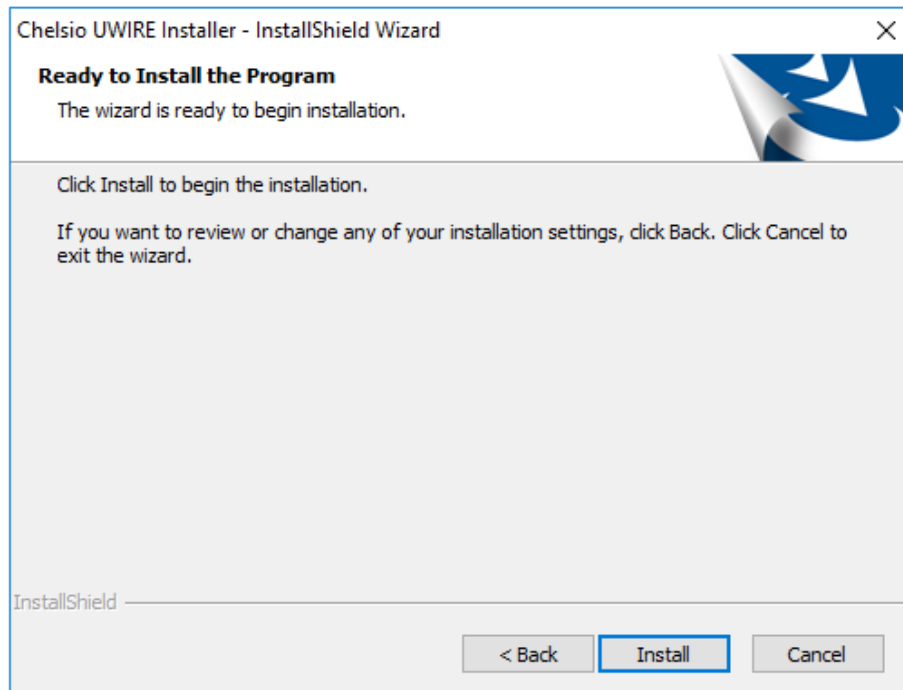 Chelsio UWIRE Installer - InstallShield Wizard
Ready to Install the Program
The wizard is ready to begin installation.
Click Install to begin the installation.
If you want to review or change any of your installation settings, click Back. Click Cancel to
exit the wizard.
InstallShield
< Back Install Cancel